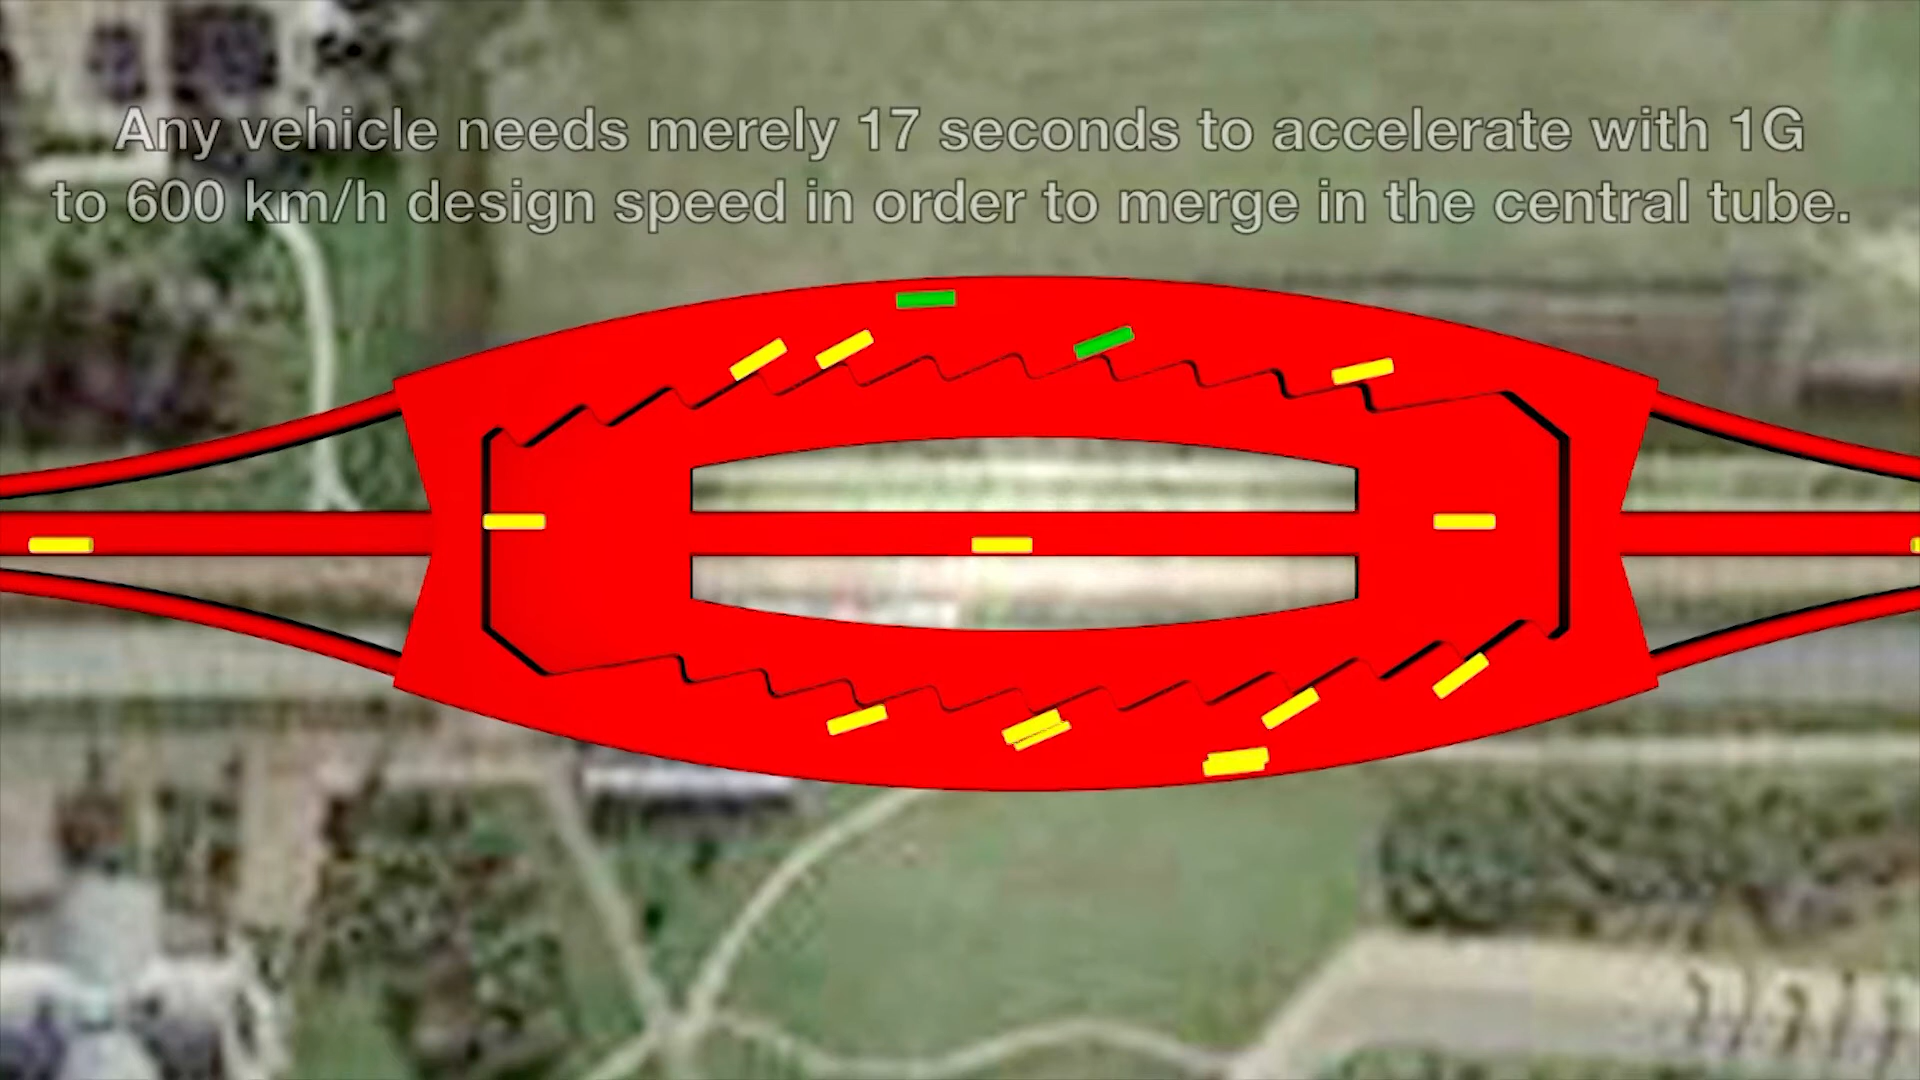 Any vehicle needs merely 17 seconds to accelerate with 1G
to 600 km/h design speed in order to merge in the central tube.